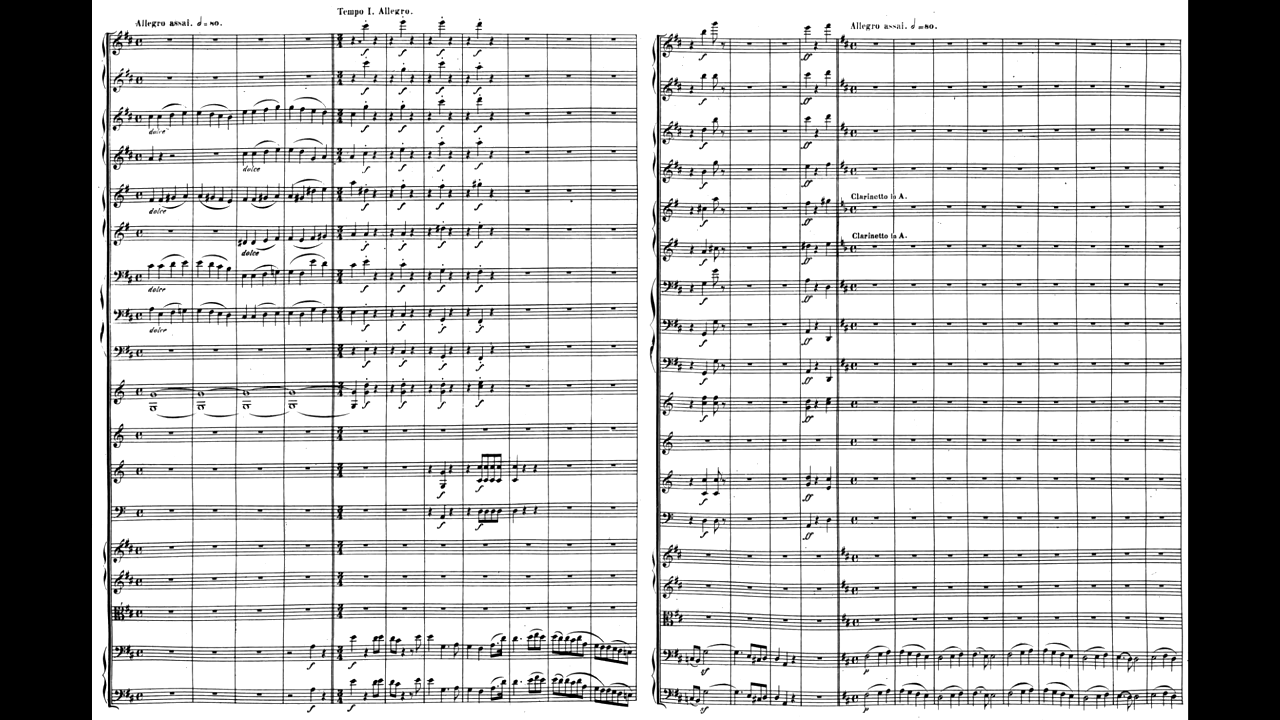 Allegro assai. 𝅗𝅥 = 80.
Tempo I. Allegro.
dolce
dolce
dolce
dolce
dolce
dolce
Allegro assai. 𝅗𝅥 = 80.
Clarinetto in A.
Clarinetto in A.